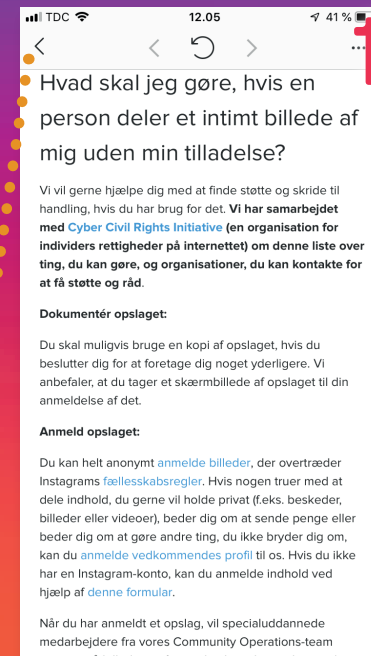 TDC 12.05 41 %
Hvad skal jeg gøre, hvis en
person deler et intimt billede af
mig uden min tilladelse?
Vi vil gerne hjælpe dig med at finde støtte og skride til
handling, hvis du har brug for det. Vi har samarbejdet
med Cyber Civil Rights Initiative (en organisation for
individers rettigheder på internettet) om denne liste over
ting, du kan gøre, og organisationer, du kan kontakte for
at få støtte og råd.
Dokumentér opslaget:
Du skal muligvis bruge en kopi af opslaget, hvis du
beslutter dig for at foretage dig noget yderligere. Vi
anbefaler, at du tager et skærmbillede af opslaget til din
anmeldelse af det.
Anmeld opslaget:
Du kan helt anonymt anmelde billeder, der overtræder
Instagrams fællesskabsregler. Hvis nogen truer med at
dele indhold, du gerne vil holde privat (f.eks. beskeder,
billeder eller videoer), beder dig om at sende penge eller
beder dig om at gøre andre ting, du ikke bryder dig om,
kan du anmelde vedkommendes profil til os. Hvis du ikke
har en Instagram-konto, kan du anmelde indhold ved
hjælp af denne formular.
Når du har anmeldt et opslag, vil specialuddannede
medarbejdere fra vores Community Operations-team